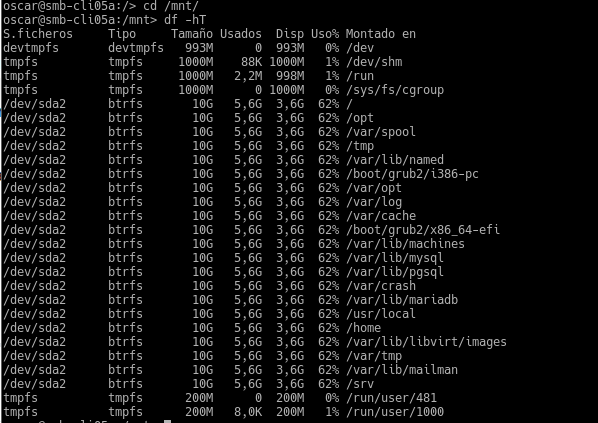 oscar@smb-cli05a:/> cd /mnt/
oscar@smb-cli05a:/mnt> df -hT
S.ficheros Tipo Tamaño Usados Disp Uso% Montado en
devtmpfs devtmpfs 993M 0 993M 0% /dev
tmpfs tmpfs 1000M 88K 1000M 1% /dev/shm
tmpfs tmpfs 1000M 2,2M 998M 1% /run
tmpfs tmpfs 1000M 0 1000M 0% /sys/fs/cgroup
/dev/sda2 btrfs 10G 5,6G 3,6G 62% /
/dev/sda2 btrfs 10G 5,6G 3,6G 62% /opt
/dev/sda2 btrfs 10G 5,6G 3,6G 62% /var/spool
/dev/sda2 btrfs 10G 5,6G 3,6G 62% /tmp
/dev/sda2 btrfs 10G 5,6G 3,6G 62% /var/lib/named
/dev/sda2 btrfs 10G 5,6G 3,6G 62% /boot/grub2/i386-pc
/dev/sda2 btrfs 10G 5,6G 3,6G 62% /var/opt
/dev/sda2 btrfs 10G 5,6G 3,6G 62% /var/log
/dev/sda2 btrfs 10G 5,6G 3,6G 62% /var/cache
/dev/sda2 btrfs 10G 5,6G 3,6G 62% /boot/grub2/x86_64-efi
/dev/sda2 btrfs 10G 5,6G 3,6G 62% /var/lib/machines
/dev/sda2 btrfs 10G 5,6G 3,6G 62% /var/lib/mysql
/dev/sda2 btrfs 10G 5,6G 3,6G 62% /var/lib/pgsql
/dev/sda2 btrfs 10G 5,6G 3,6G 62% /var/crash
/dev/sda2 btrfs 10G 5,6G 3,6G 62% /var/lib/mariadb
/dev/sda2 btrfs 10G 5,6G 3,6G 62% /usr/local
/dev/sda2 btrfs 10G 5,6G 3,6G 62% /home
/dev/sda2 btrfs 10G 5,6G 3,6G 62% /var/lib/libvirt/images
/dev/sda2 btrfs 10G 5,6G 3,6G 62% /var/tmp
/dev/sda2 btrfs 10G 5,6G 3,6G 62% /var/lib/mailman
/dev/sda2 btrfs 10G 5,6G 3,6G 62% /srv
tmpfs tmpfs 200M 0 200M 0% /run/user/481
tmpfs tmpfs 200M 8,0K 200M 1% /run/user/1000